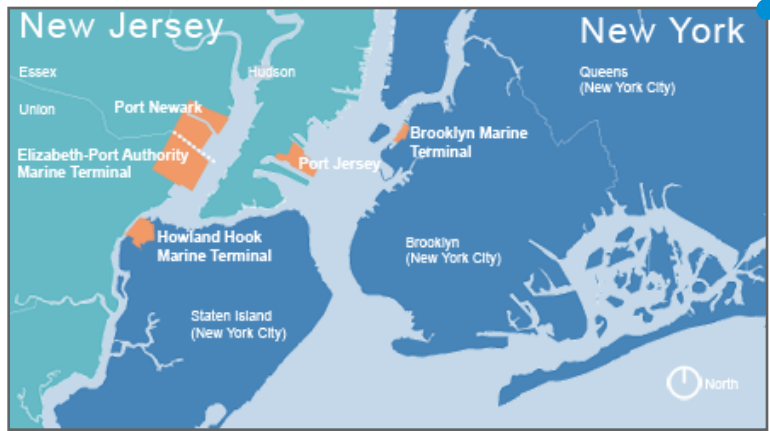 New Jersey
New York
Essex
Hudson
Queens
(New York City)
Union
Port Newark
Brooklyn Marine
Terminal
Elizabeth-Port Authority
Marine Terminal
Port Jersey
Howland Hook
Marine Terminal
Brooklyn
(New York City)
Staten Island
(New York City)
North